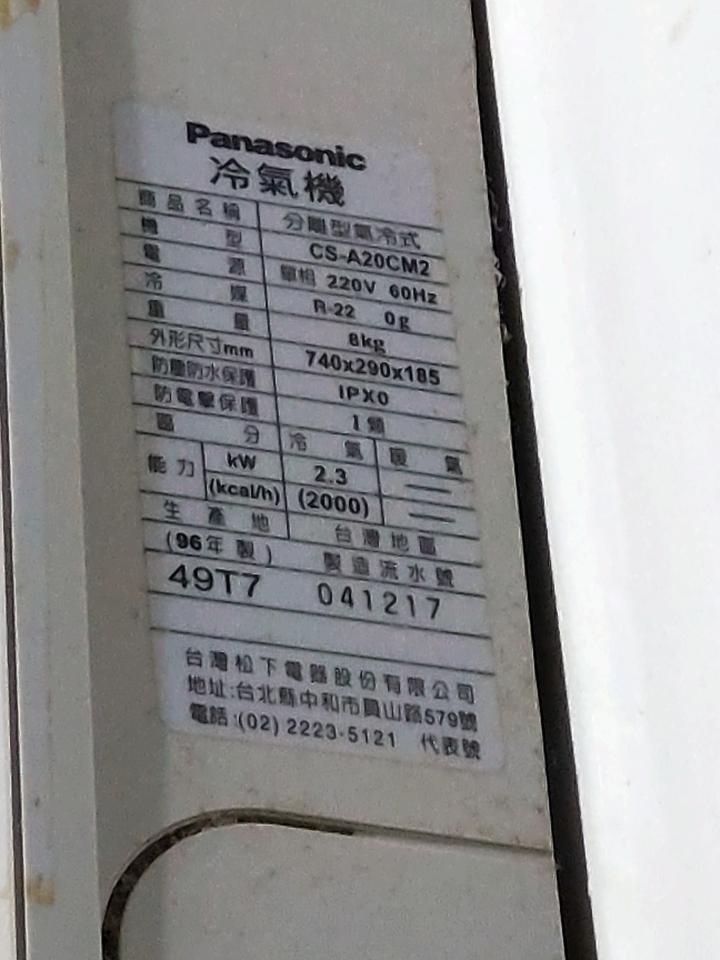 Panasonic
冷氣機
商品名稱 分離型氣冷式
機型 CS-A20CM2
電源 單相 220V 60Hz
冷媒 R-22 0g
重量 8kg
外形尺寸mm 740x290x185
防塵防水保護 IPX0
防電擊保護 1類
區分 冷氣 暖氣
能力 kW 2.3 —
(kcal/h) (2000) —
生產地 台灣地區
(96年製) 製造流水號
49T7 041217
台灣松下電器股份有限公司
地址:台北縣中和市員山路579號
電話:(02) 2223-5121 代表號